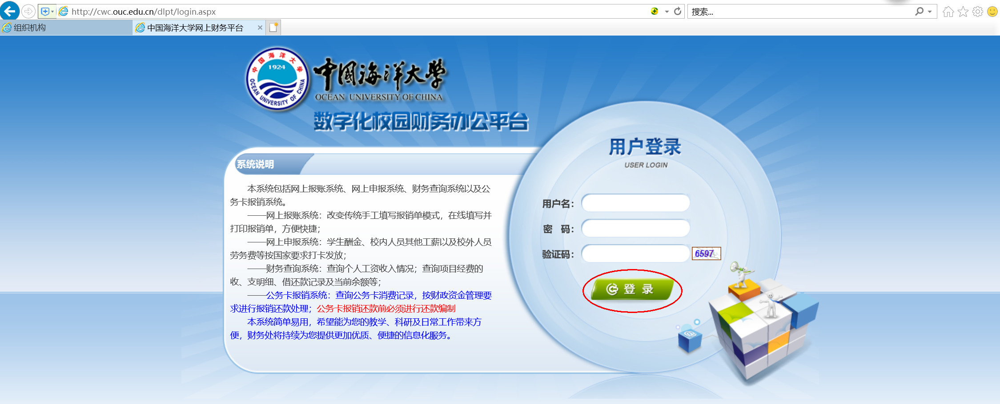 http://cwc.ouc.edu.cn/dlpt/login.aspx
搜索...
组织机构
中国海洋大学网上财务平台
中国海洋大学
1924
OCEAN UNIVERSITY OF CHINA
中国海洋大学
OCEAN UNIVERSITY OF CHINA
数字化校园财务办公平台
用户登录
USER LOGIN
系统说明
本系统包括网上报账系统、网上申报系统、财务查询系统以及公
务卡报销系统。
——网上报账系统：改变传统手工填写报销单模式，在线填写并
打印报销单，方便快捷；
——网上申报系统：学生酬金、校内人员其他工薪以及校外人员
劳务费等按国家要求打卡发放；
——财务查询系统：查询个人工资收入情况；查询项目经费的
收、支明细、借还款记录及当前余额等；
——公务卡报销系统：查询公务卡消费记录，按财政资金管理要
求进行报销还款处理；公务卡报销还款前必须进行还款编制
本系统简单易用，希望能为您的教学、科研及日常工作带来方
便，财务处将持续为您提供更加优质、便捷的信息化服务。
用户名：
密 码：
验证码：
6597
登 录
@